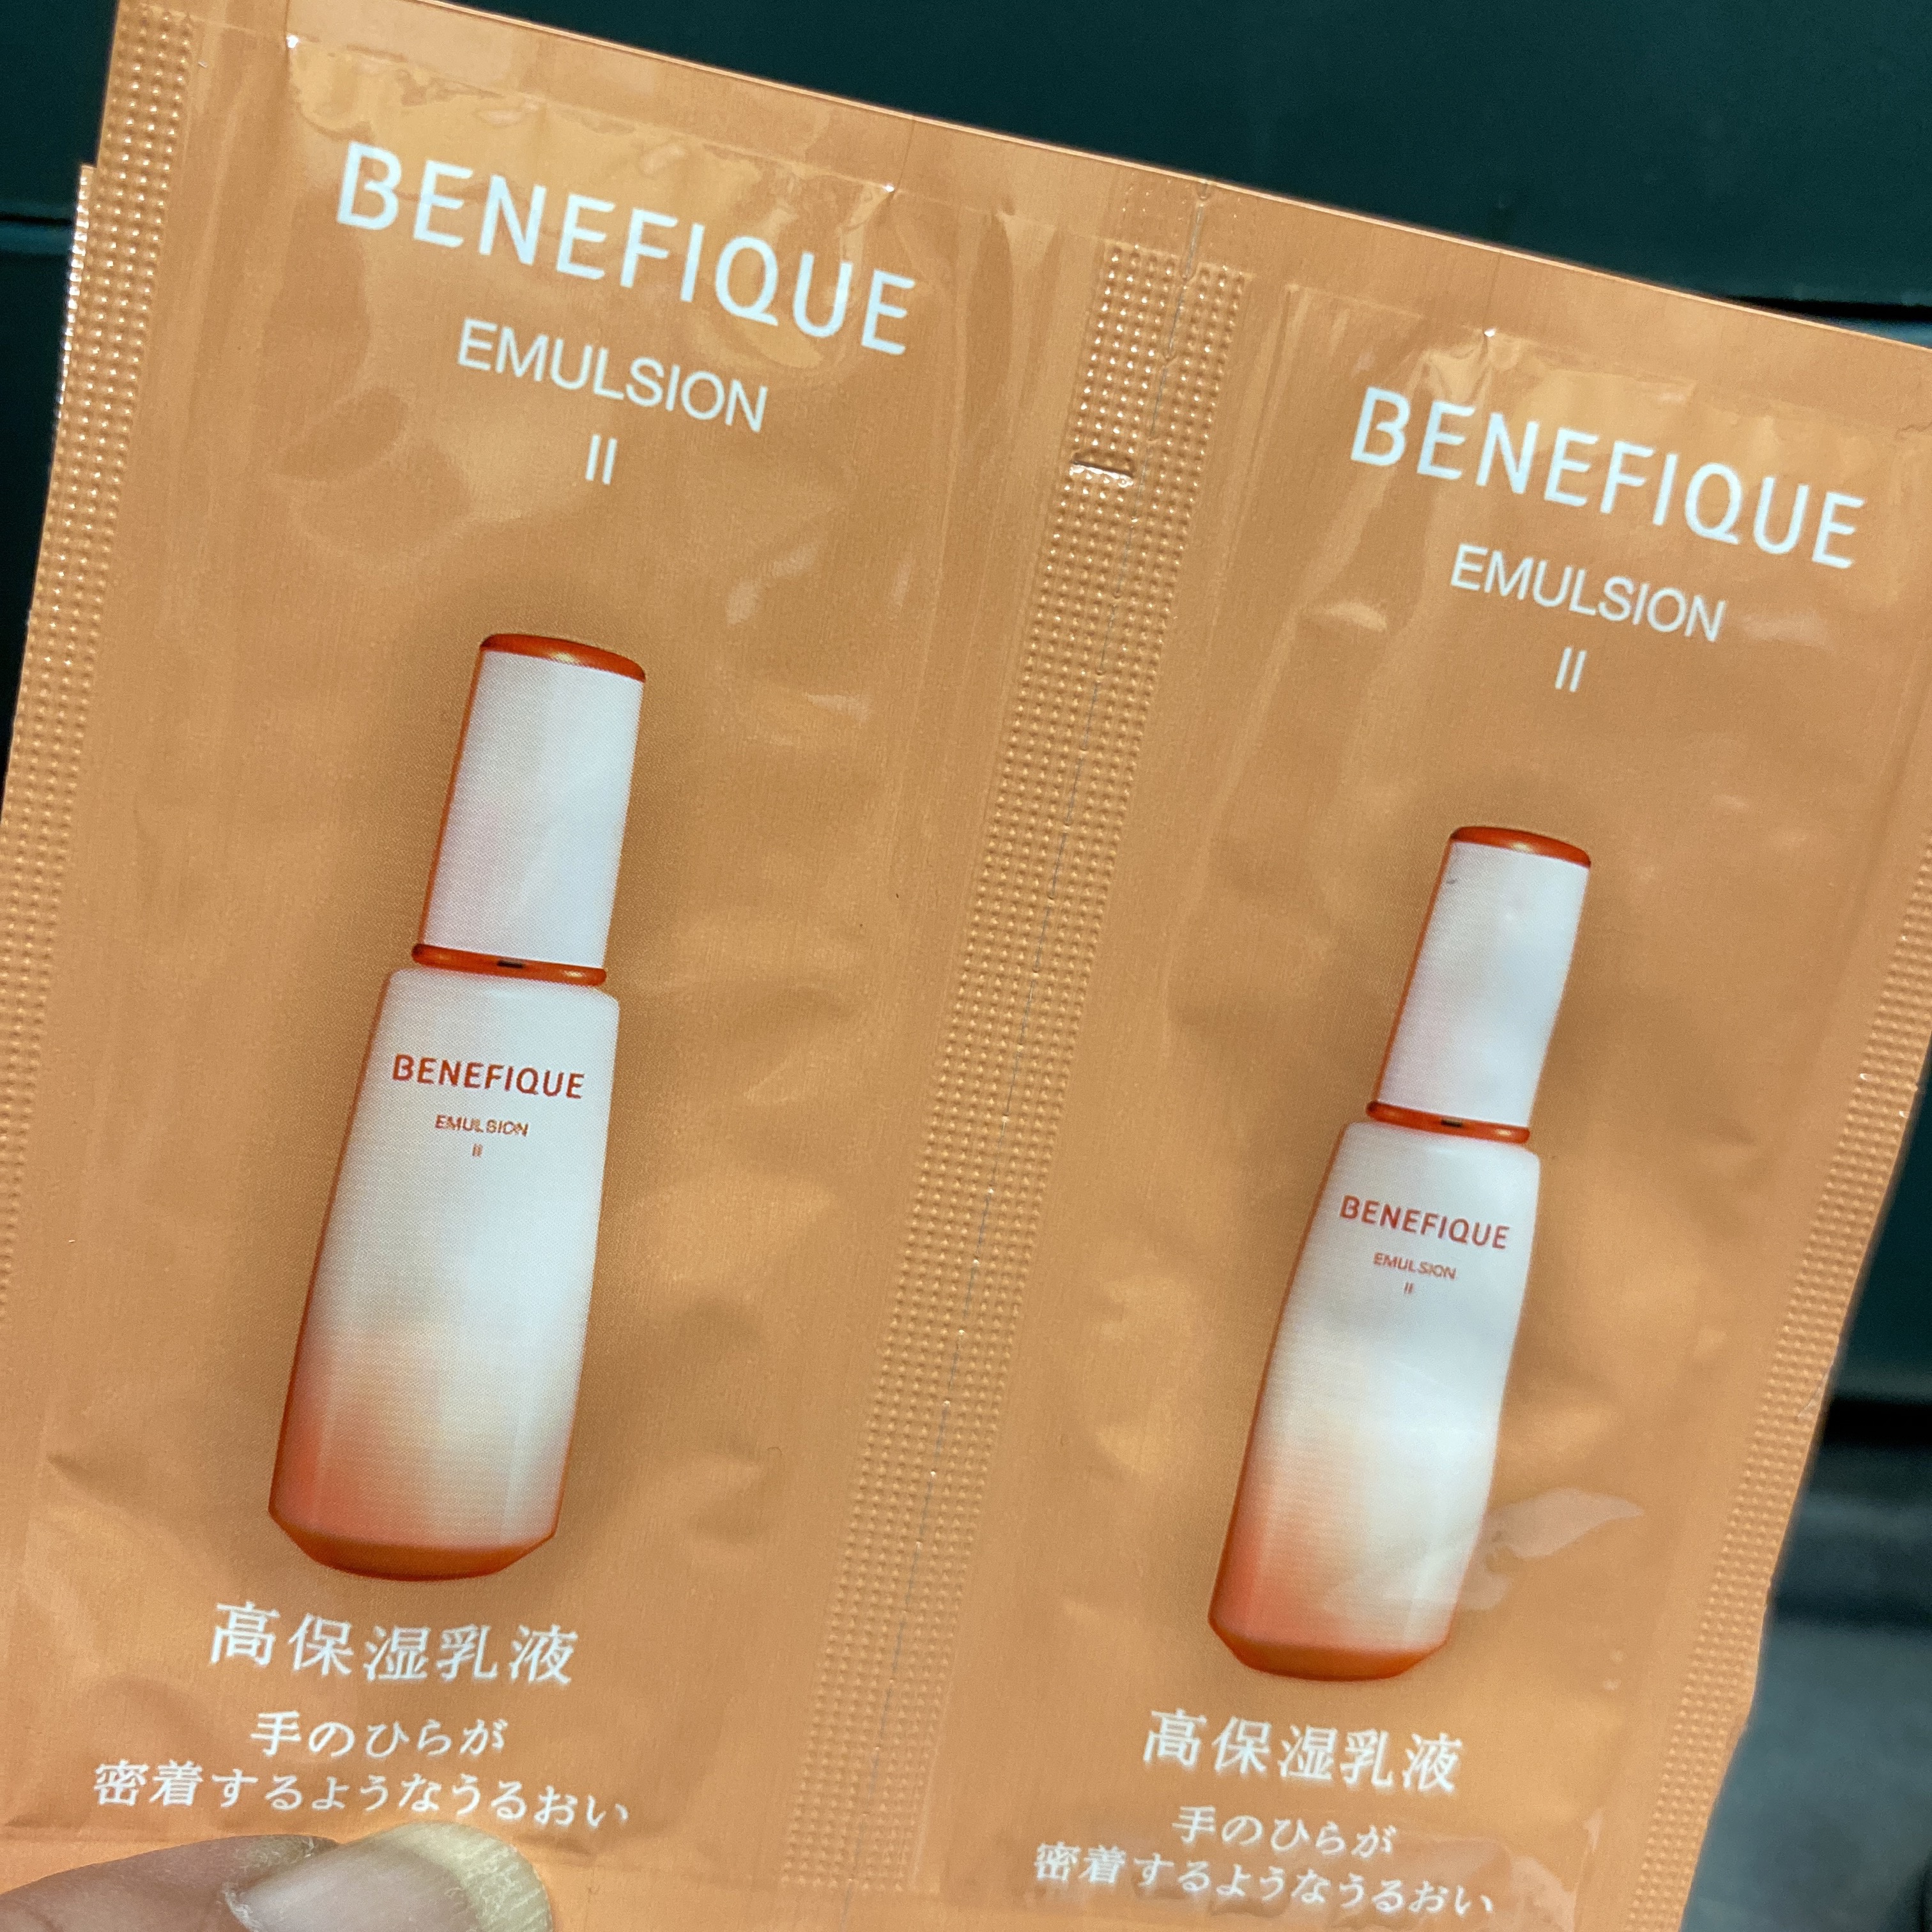 BENEFIQUE
EMULSION
II
BENEFIQUE
EMULSION
II
高保湿乳液
手のひらが
密着するようなうるおい
BENEFIQUE
EMULSION
II
BENEFIQUE
EMULSION
II
高保湿乳液
手のひらが
密着するようなうるおい